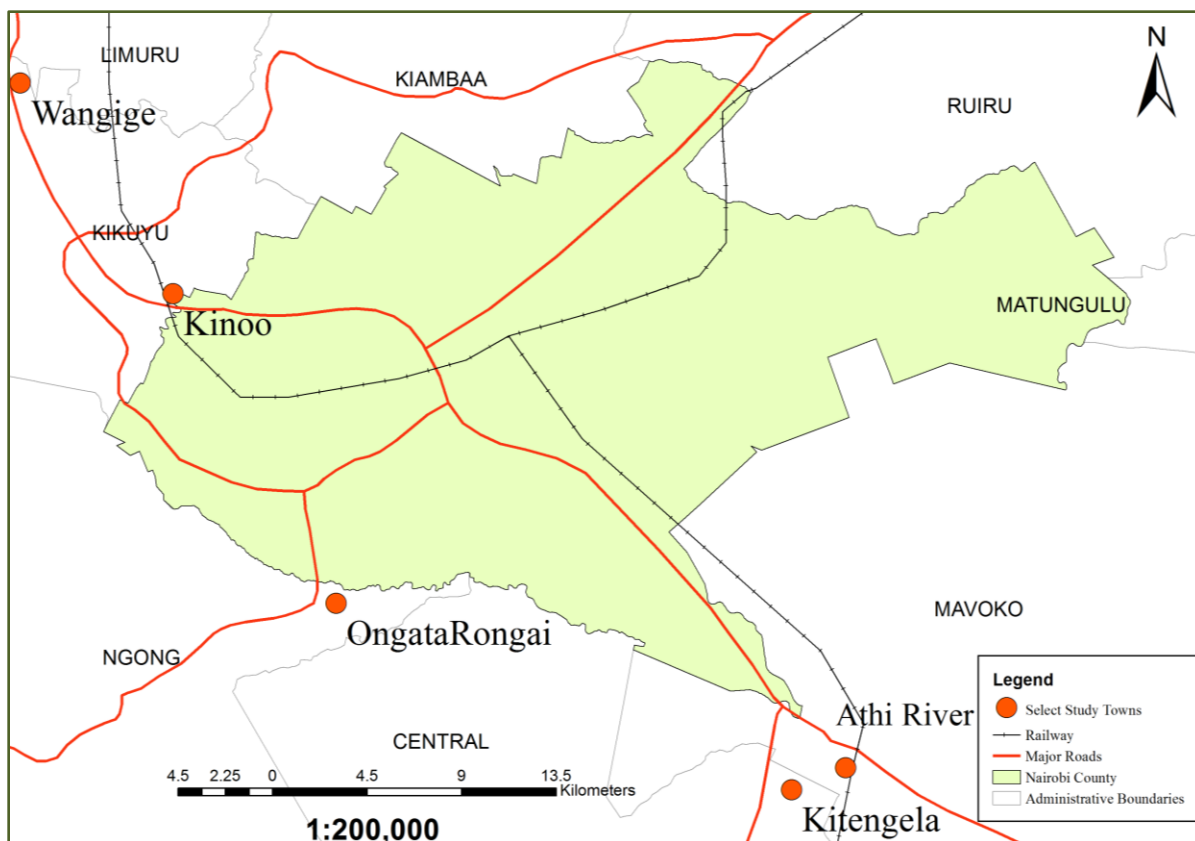 LIMURU
KIAMBAA
N
Wangige
RUIRU
KIKUYU
MATUNGULU
Kinoo
OngataRongai
MAVOKO
NGONG
Legend
Select Study Towns
Railway
Major Roads
Nairobi County
Administrative Boundaries
Athi River
CENTRAL
4.5 2.25 0 4.5 9 13.5
Kilometers
Kitengela
1:200,000